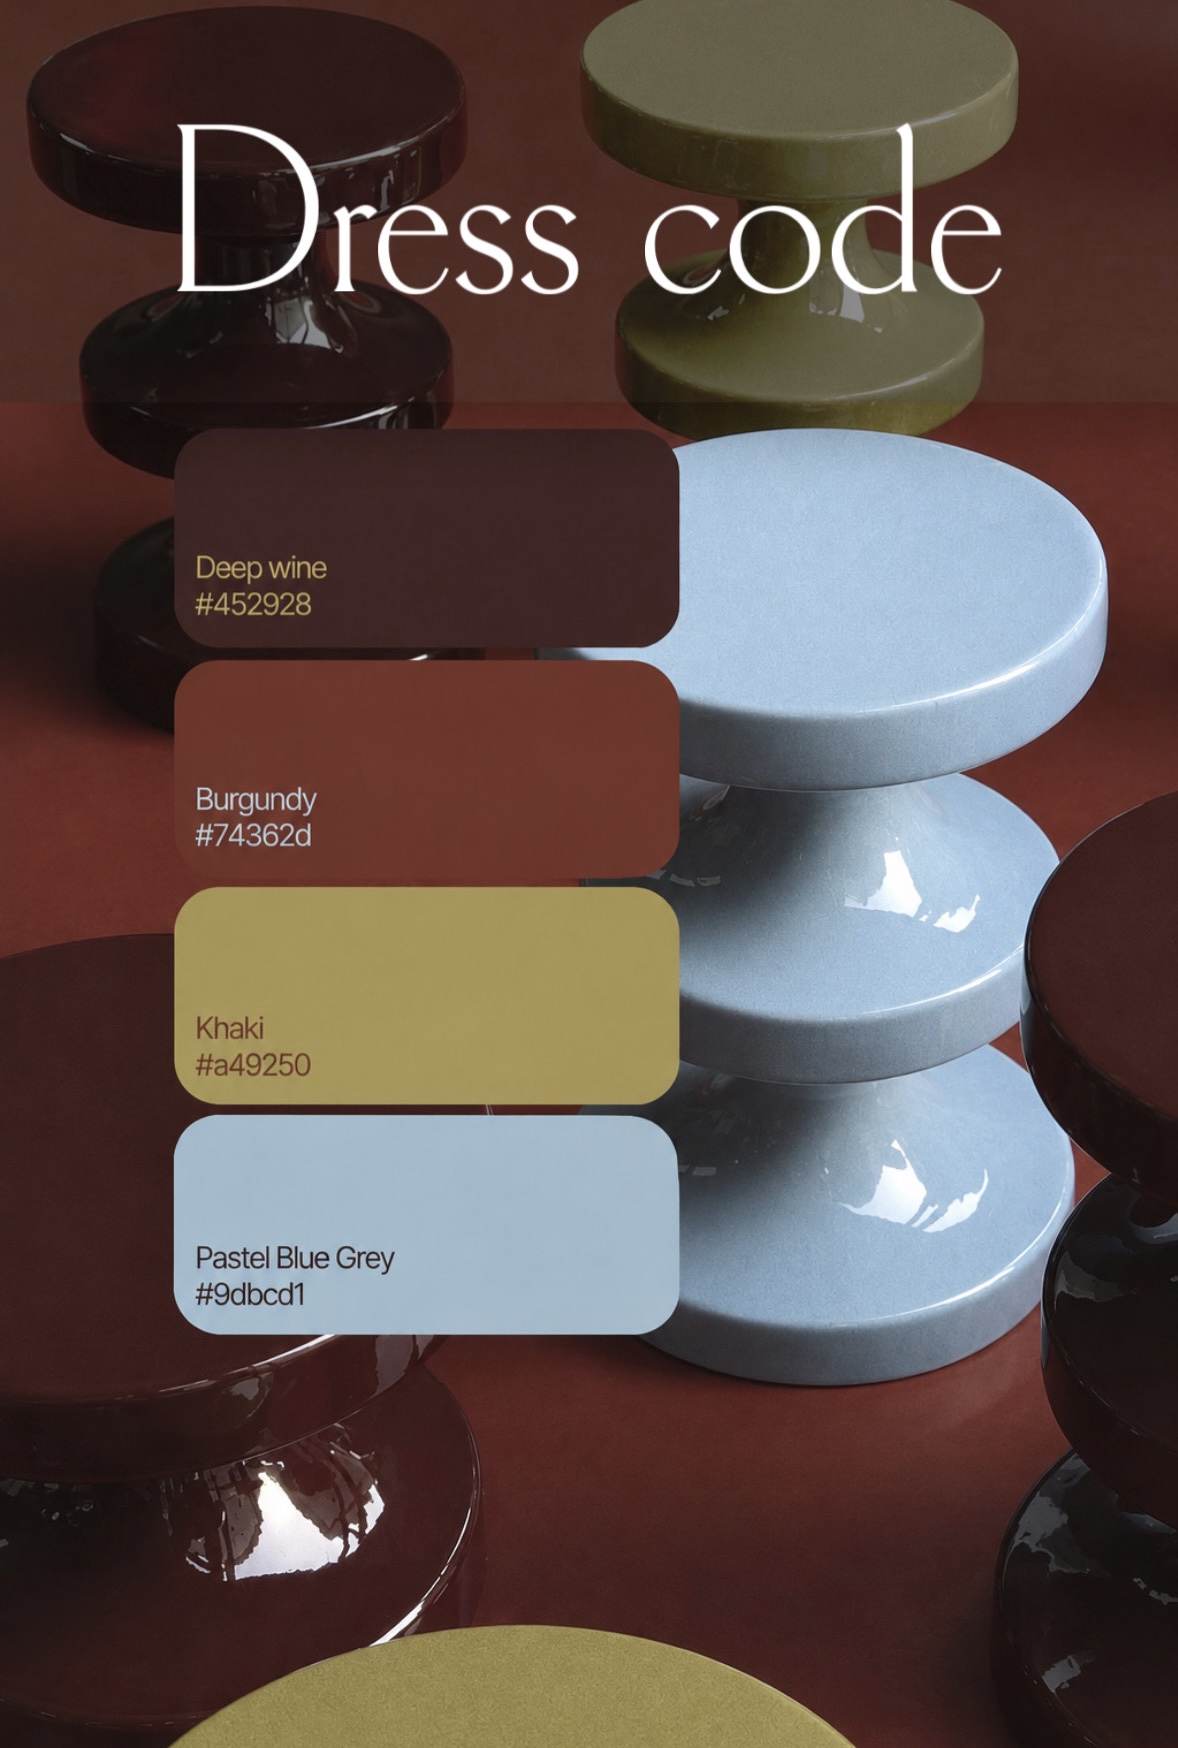 Dress code
Deep wine
#452928
Burgundy
#74362d
Khaki
#a49250
Pastel Blue Grey
#9dbcd1